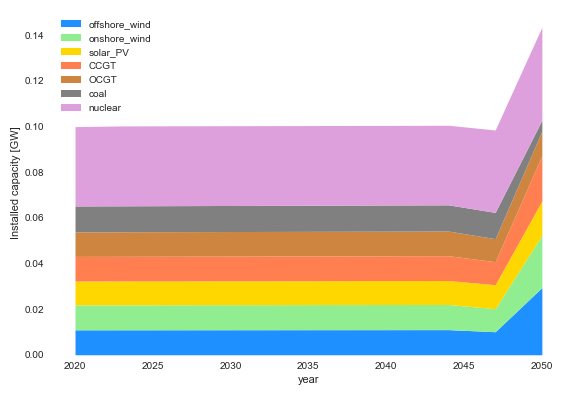 offshore_wind
onshore_wind
solar_PV
CCGT
OCGT
coal
nuclear
0.14
0.12
0.10
0.08
0.06
0.04
0.02
0.00
Installed capacity [GW]
2020 2025 2030 2035 2040 2045 2050
year